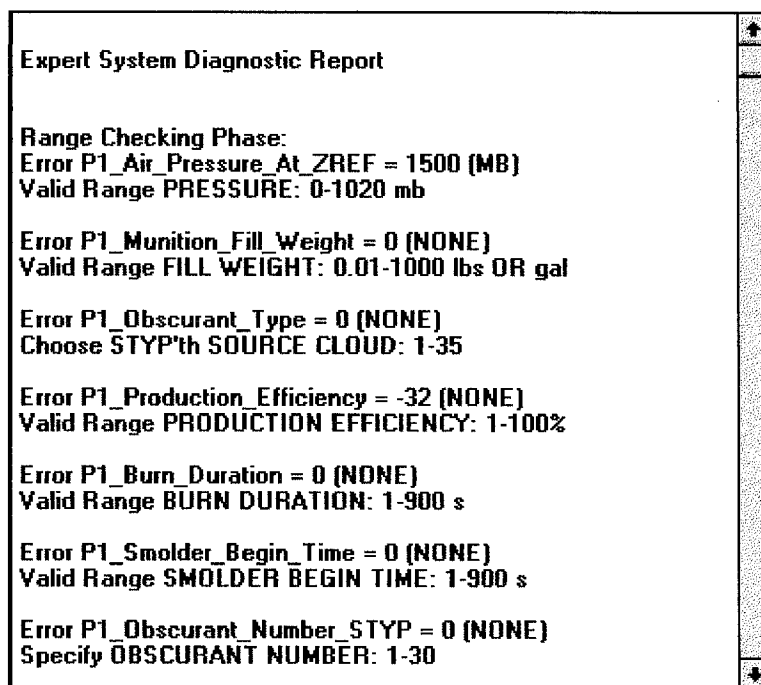 Expert System Diagnostic Report
Range Checking Phase:
Error P1_Air_Pressure_At_ZREF = 1500 (MB)
Valid Range PRESSURE: 0-1020 mb
Error P1_Munition_Fill_Weight = 0 (NONE)
Valid Range FILL WEIGHT: 0.01-1000 lbs OR gal
Error P1_Obscurant_Type = 0 (NONE)
Choose STYP'th SOURCE CLOUD: 1-35
Error P1_Production_Efficiency = -32 (NONE)
Valid Range PRODUCTION EFFICIENCY: 1-100%
Error P1_Burn_Duration = 0 (NONE)
Valid Range BURN DURATION: 1-900 s
Error P1_Smolder_Begin_Time = 0 (NONE)
Valid Range SMOLDER BEGIN TIME: 1-900 s
Error P1_Obscurant_Number_STYP = 0 (NONE)
Specify OBSCURANT NUMBER: 1-30